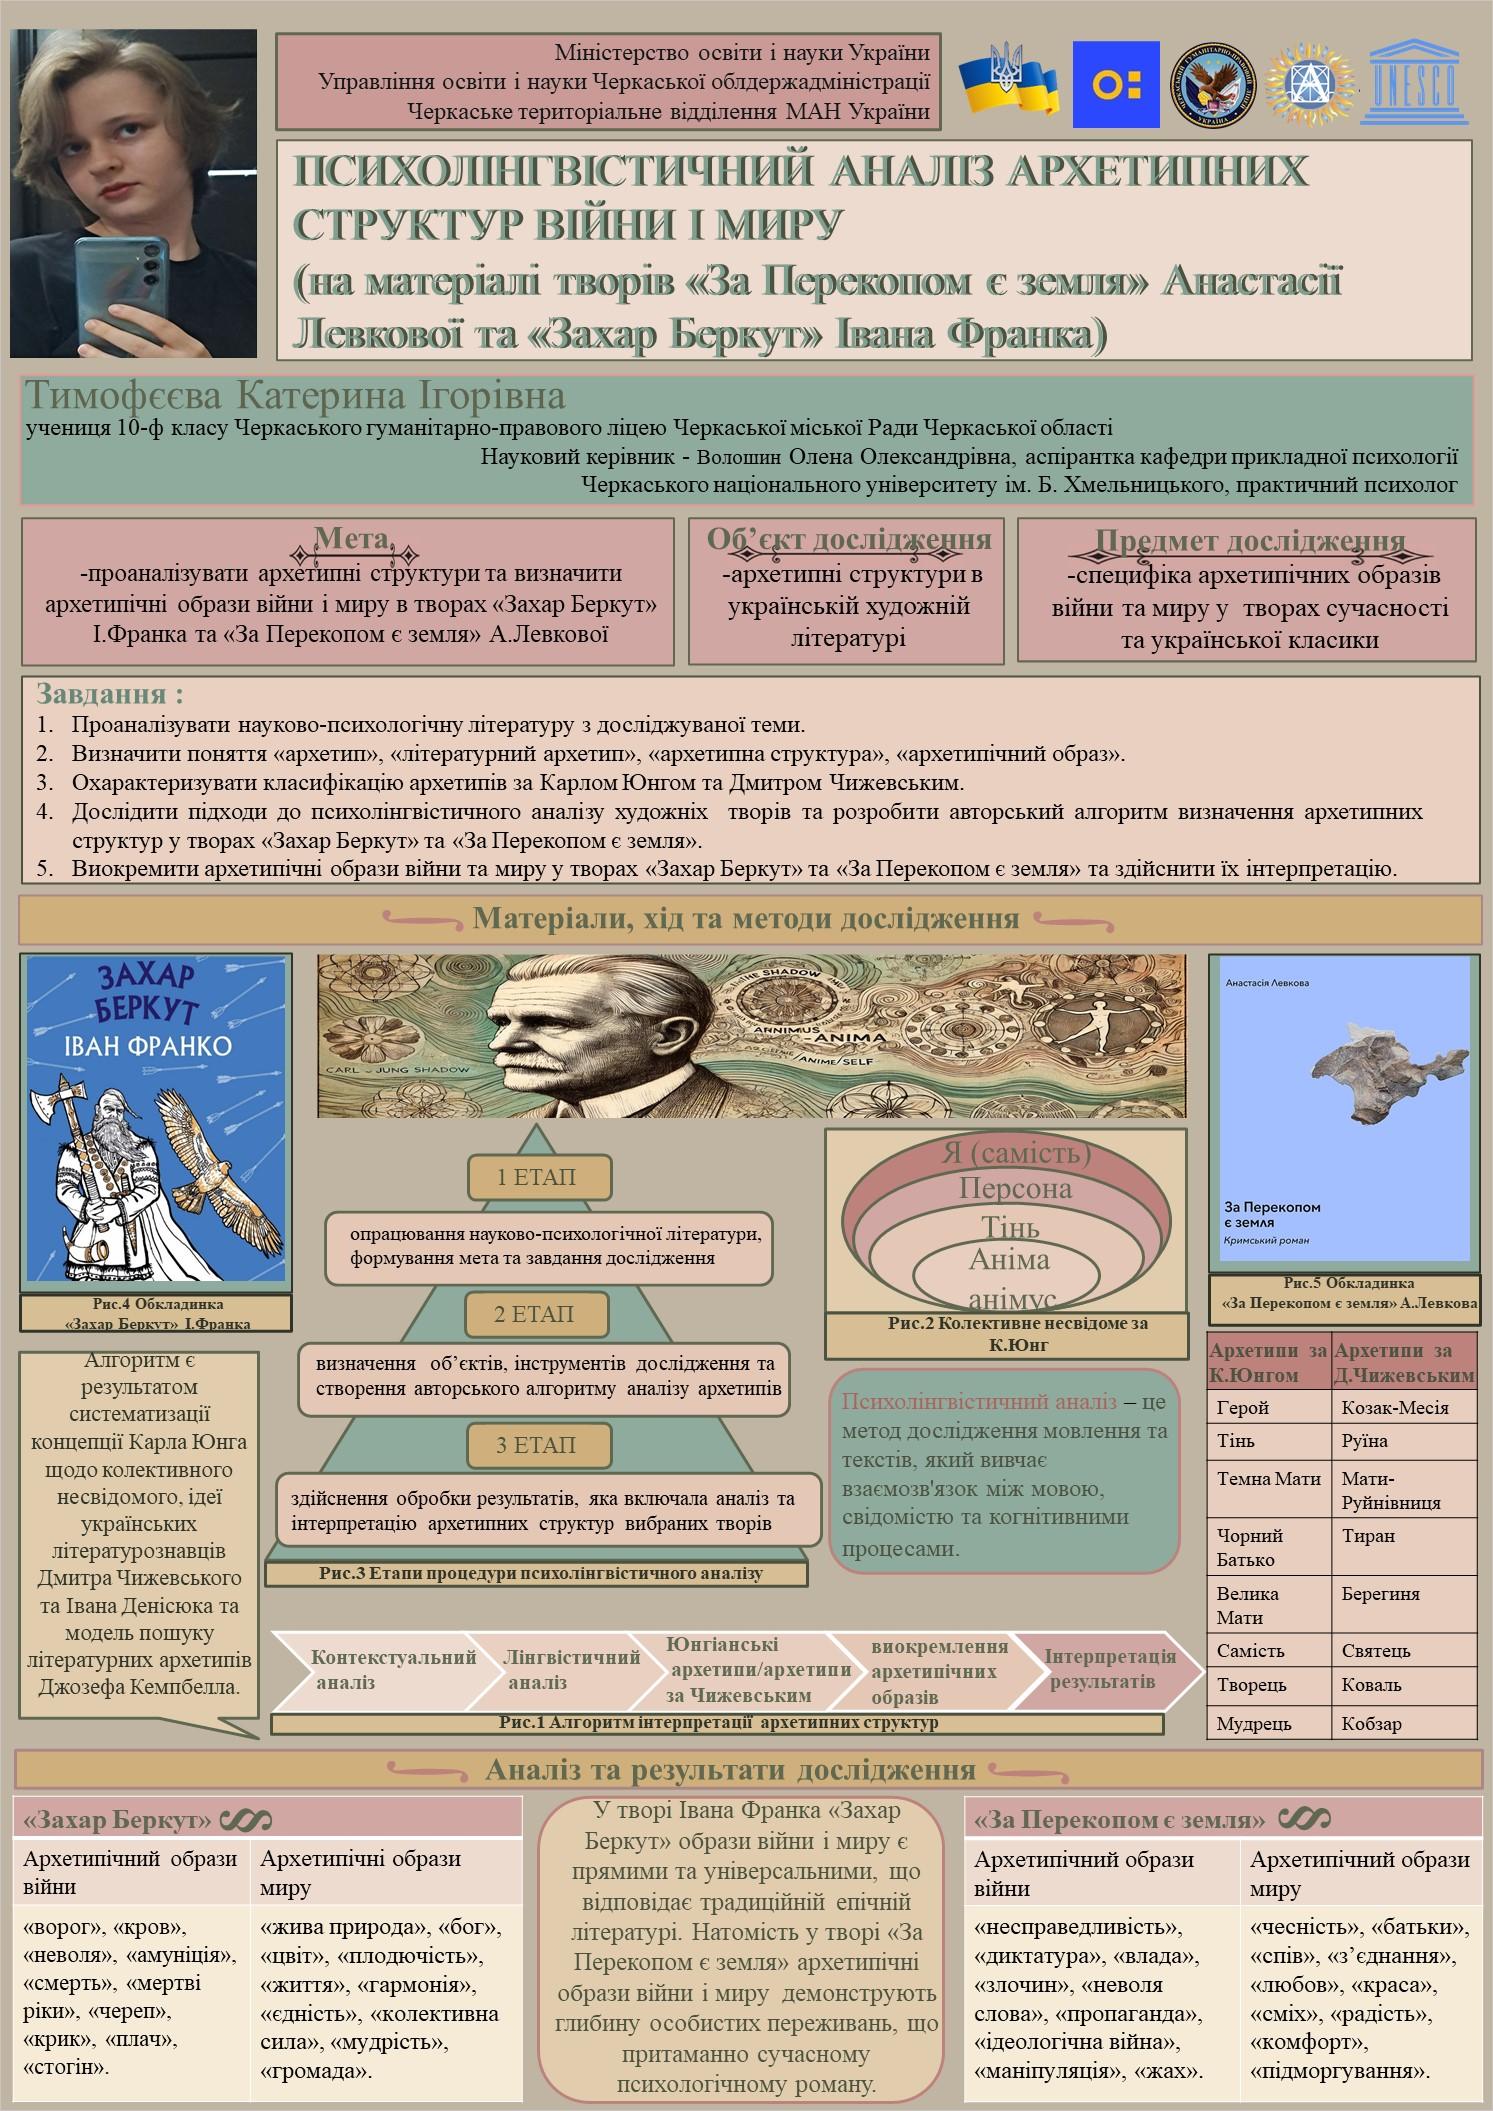 Міністерство освіти і науки України
Управління освіти і науки Черкаської облдержадміністрації
Черкаське територіальне відділення МАН України
UNESCO
ПСИХОЛІНГВІСТИЧНИЙ АНАЛІЗ АРХЕТИПНИХ
СТРУКТУР ВІЙНИ І МИРУ
(на матеріалі творів «За Перекопом є земля» Анастасії
Левкової та «Захар Беркут» Івана Франка)
Тимофєєва Катерина Ігорівна
учениця 10-ф класу Черкаського гуманітарно-правового ліцею Черкаської міської Ради Черкаської області
Науковий керівник - Волошин Олена Олександрівна, аспірантка кафедри прикладної психології
Черкаського національного університету ім. Б. Хмельницького, практичний психолог
Мета
-проаналізувати архетипні структури та визначити
архетипічні образи війни і миру в творах «Захар Беркут»
І.Франка та «За Перекопом є земля» А.Левкової
Об’єкт дослідження
-архетипні структури в
українській художній
літературі
Предмет дослідження
-специфіка архетипічних образів
війни та миру у творах сучасності
та української класики
Завдання :
1. Проаналізувати науково-психологічну літературу з досліджуваної теми.
2. Визначити поняття «архетип», «літературний архетип», «архетипна структура», «архетипічний образ».
3. Охарактеризувати класифікацію архетипів за Карлом Юнгом та Дмитром Чижевським.
4. Дослідити підходи до психолінгвістичного аналізу художніх творів та розробити авторський алгоритм визначення архетипних
структур у творах «Захар Беркут» та «За Перекопом є земля».
5. Виокремити архетипічні образи війни та миру у творах «Захар Беркут» та «За Перекопом є земля» та здійснити їх інтерпретацію.
Матеріали, хід та методи дослідження
ЗАХАР
БЕРКУТ
ІВАН ФРАНКО
Рис.4 Обкладинка
«Захар Беркут» І.Франка
THE SHADOW
ARNIMUS
-ANIMA
ANIME/SELF
CARL - JUNG SHADOW
Анастасія Левкова
За Перекопом
є земля
Кримський роман
Рис.5 Обкладинка
«За Перекопом є земля» А.Левкова
1 ЕТАП
опрацювання науково-психологічної літератури,
формування мета та завдання дослідження
2 ЕТАП
визначення об’єктів, інструментів дослідження та
створення авторського алгоритму аналізу архетипів
3 ЕТАП
здійснення обробки результатів, яка включала аналіз та
інтерпретацію архетипних структур вибраних творів
Рис.3 Етапи процедури психолінгвістичного аналізу
Я (самість)
Персона
Тінь
Аніма
анімус
Рис.2 Колективне несвідоме за
К.Юнг
Психолінгвістичний аналіз – це
метод дослідження мовлення та
текстів, який вивчає
взаємозв'язок між мовою,
свідомістю та когнітивними
процесами.
Алгоритм є
результатом
систематизації
концепції Карла Юнга
щодо колективного
несвідомого, ідеї
українських
літературознавців
Дмитра Чижевського
та Івана Денісюка та
модель пошуку
літературних архетипів
Джозефа Кемпбелла.
Архетипи за К.Юнгом Архетипи за Д.Чижевським
Герой Козак-Месія
Тінь Руїна
Темна Мати Мати-Руйнівниця
Чорний Батько Тиран
Велика Мати Берегиня
Самість Святець
Творець Коваль
Мудрець Кобзар
Контекстуальний
аналіз
Лінгвістичний
аналіз
Юнгіанські
архетипи/архетипи
за Чижевським
виокремлення
архетипічних
образів
Інтерпретація
результатів
Рис.1 Алгоритм інтерпретації архетипних структур
Аналіз та результати дослідження
«Захар Беркут»
Архетипічний образи
війни
Архетипічні образи
миру
«ворог», «кров»,
«неволя», «амуніція»,
«смерть», «мертві
ріки», «череп»,
«крик», «плач»,
«стогін».
«жива природа», «бог»,
«цвіт», «плодючість»,
«життя», «гармонія»,
«єдність», «колективна
сила», «мудрість»,
«громада».
У творі Івана Франка «Захар
Беркут» образи війни і миру є
прямими та універсальними, що
відповідає традиційній епічній
літературі. Натомість у творі «За
Перекопом є земля» архетипічні
образи війни і миру демонструють
глибину особистих переживань, що
притаманно сучасному
психологічному роману.
«За Перекопом є земля»
Архетипічний образи
війни
Архетипічний образи
миру
«несправедливість»,
«диктатура», «влада»,
«злочин», «неволя
слова», «пропаганда»,
«ідеологічна війна»,
«маніпуляція», «жах».
«чесність», «батьки»,
«спів», «з’єднання»,
«любов», «краса»,
«сміх», «радість»,
«комфорт»,
«підморгування».